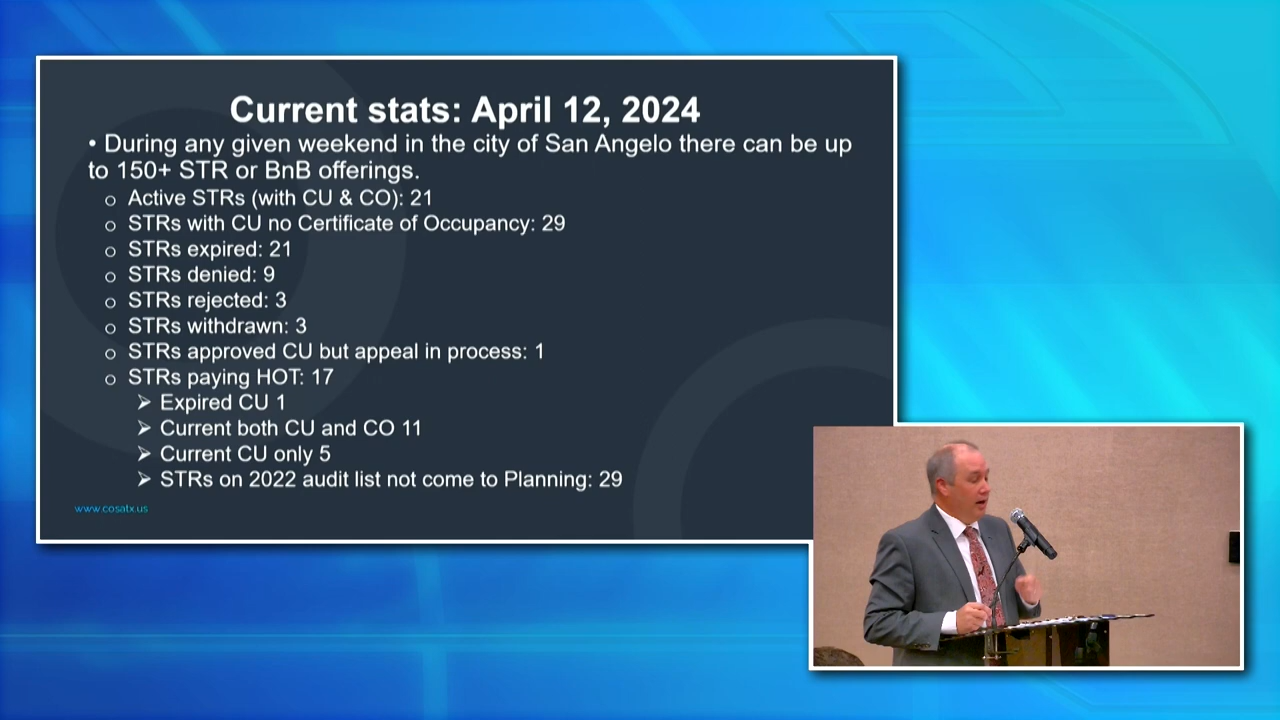 Current stats: April 12, 2024
• During any given weekend in the city of San Angelo there can be up
to 150+ STR or BnB offerings.
o Active STRs (with CU & CO): 21
o STRs with CU no Certificate of Occupancy: 29
o STRs expired: 21
o STRs denied: 9
o STRs rejected: 3
o STRs withdrawn: 3
o STRs approved CU but appeal in process: 1
o STRs paying HOT: 17
➢ Expired CU 1
➢ Current both CU and CO 11
➢ Current CU only 5
➢ STRs on 2022 audit list not come to Planning: 29
www.cosatx.us